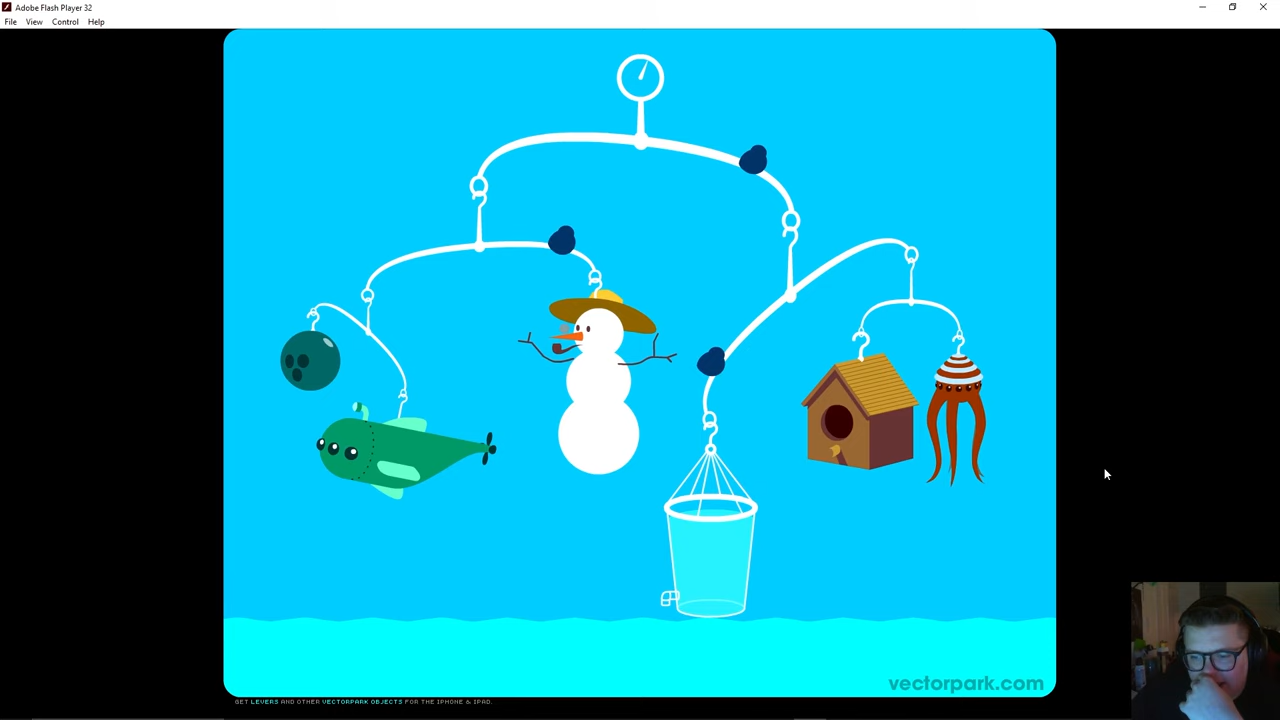 Adobe Flash Player 32
File View Control Help
vectorpark.com
GET LEVERS AND OTHER VECTORPARK OBJECTS FOR THE IPHONE & IPAD.